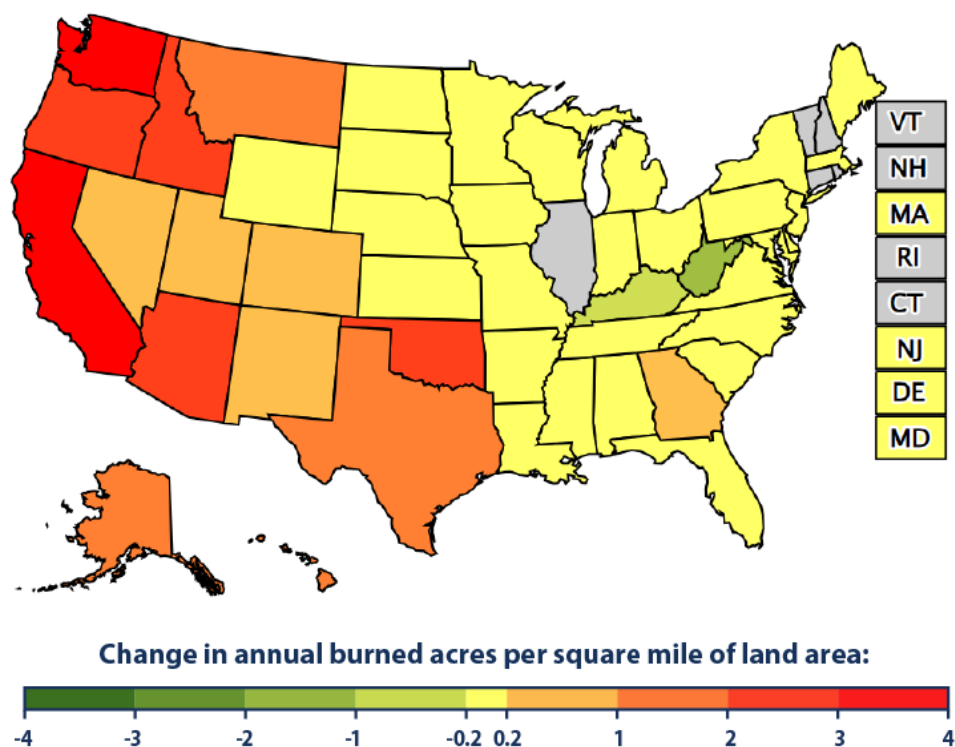 VT
NH
MA
RI
CT
NJ
DE
MD
Change in annual burned acres per square mile of land area:
-4 -3 -2 -1 -0.2 0.2 1 2 3 4